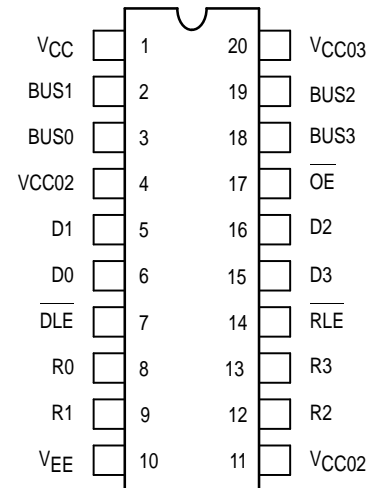 VCC 1 20 VCC03
BUS1 2 19 BUS2
BUS0 3 18 BUS3
VCC02 4 17 OE
D1 5 16 D2
D0 6 15 D3
DLE 7 14 RLE
R0 8 13 R3
R1 9 12 R2
VEE 10 11 VCC02